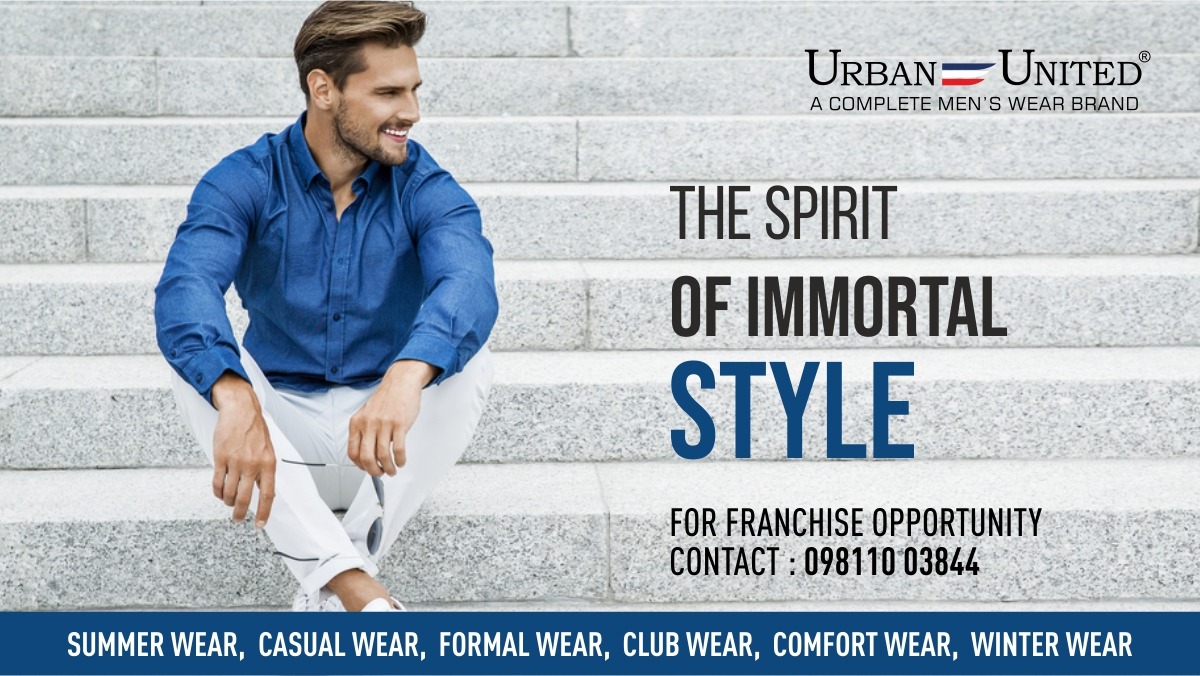 URBAN UNITED®
A COMPLETE MEN'S WEAR BRAND
THE SPIRIT
OF IMMORTAL
STYLE
FOR FRANCHISE OPPORTUNITY
CONTACT : 098110 03844
SUMMER WEAR, CASUAL WEAR, FORMAL WEAR, CLUB WEAR, COMFORT WEAR, WINTER WEAR